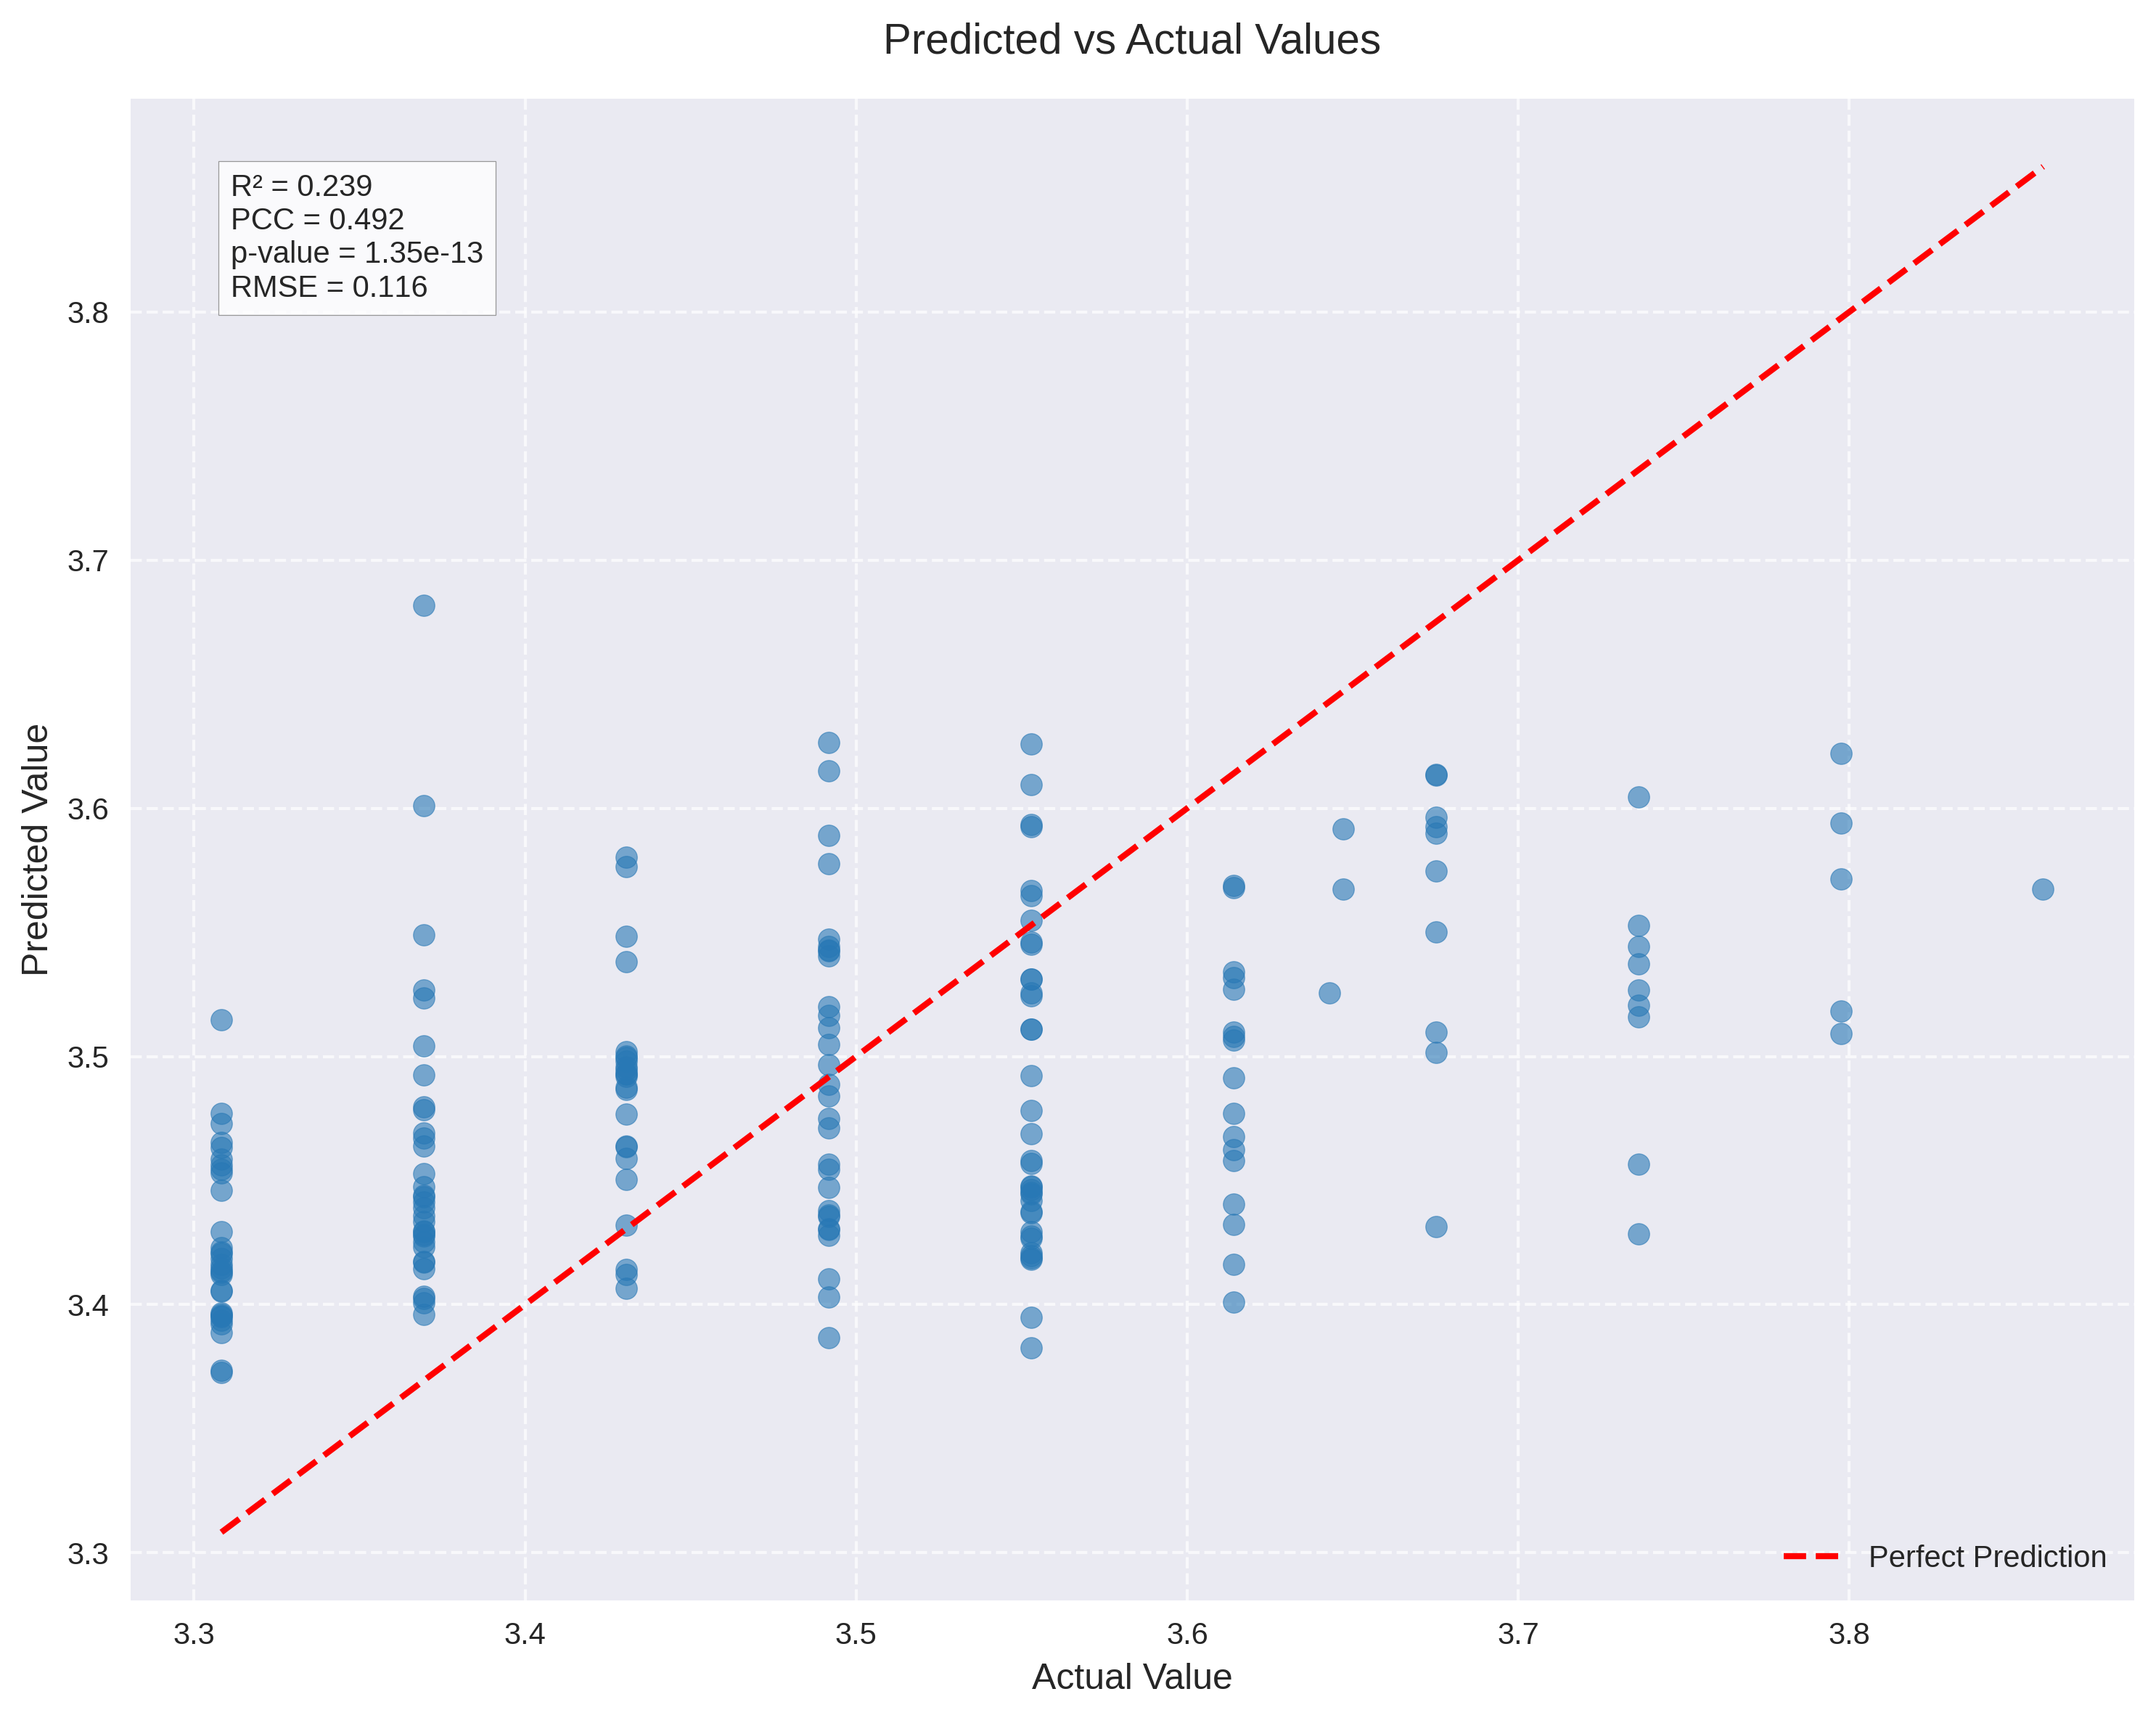 Predicted vs Actual Values
R² = 0.239
PCC = 0.492
p-value = 1.35e-13
RMSE = 0.116
3.8
3.7
3.6
3.5
3.4
3.3
Predicted Value
Perfect Prediction
3.3 3.4 3.5 3.6 3.7 3.8
Actual Value